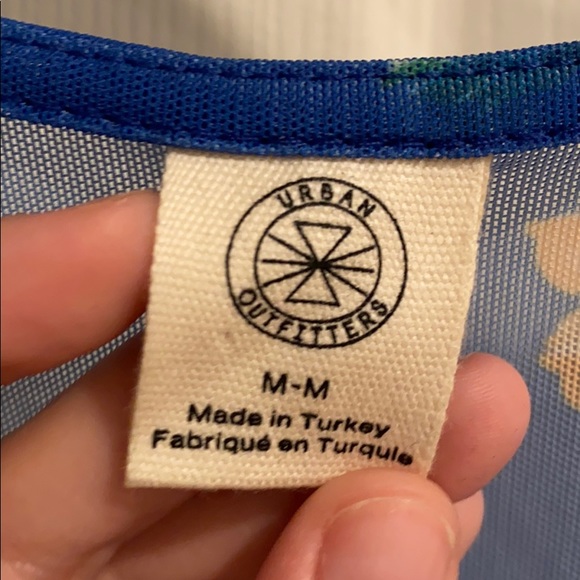 URBAN
OUTFITTERS
M-M
Made in Turkey
Fabriqué en Turquie